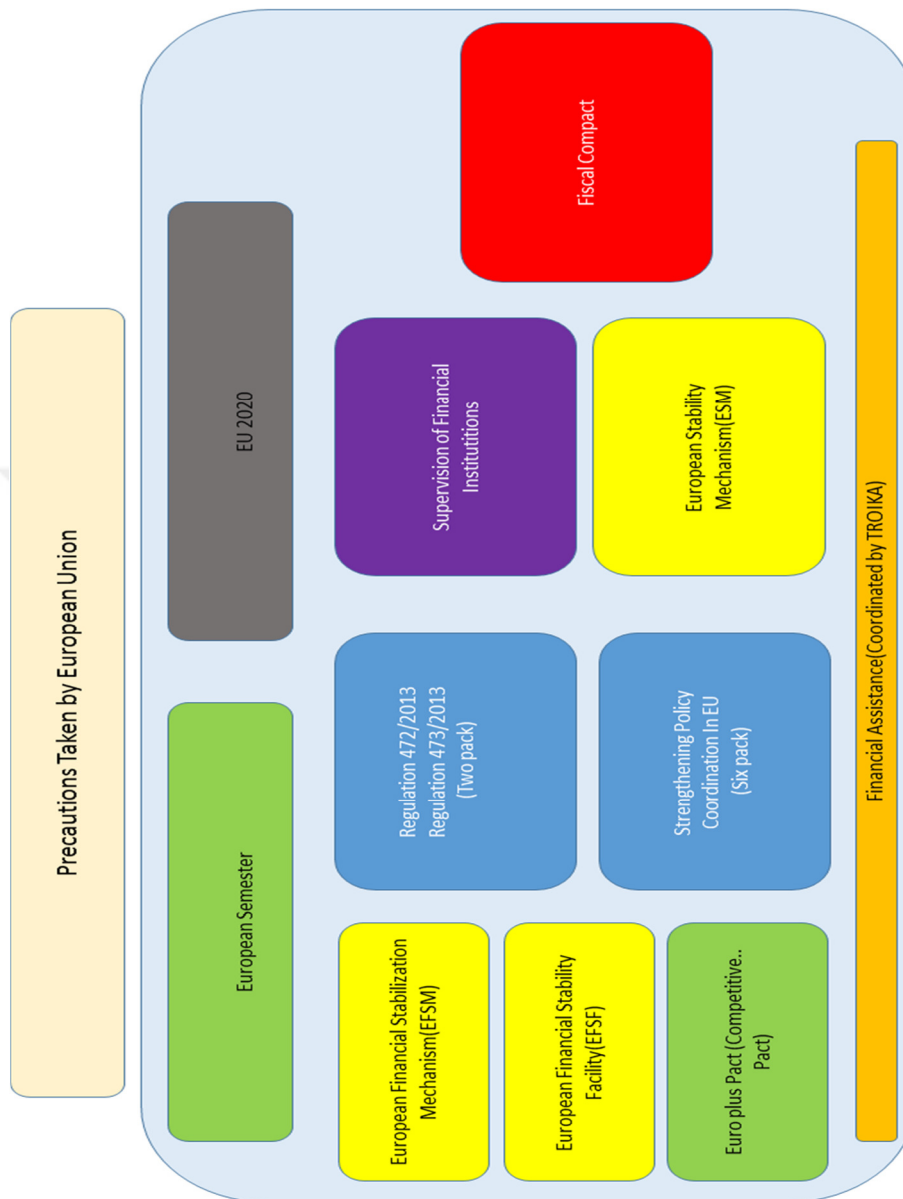 Precautions Taken by European Union
European Semester
EU 2020
European Financial Stabilization
Mechanism(EFSM)
European Financial Stability
Facility(EFSF)
Euro plus Pact (Competitive..
Pact)
Regulation 472/2013
Regulation 473/2013
(Two pack)
Strengthening Policy
Coordination In EU
(Six pack)
Supervision of Financial
Institutitions
European Stability
Mechanism(ESM)
Fiscal Compact
Financial Assistance(Coordinated by TROIKA)